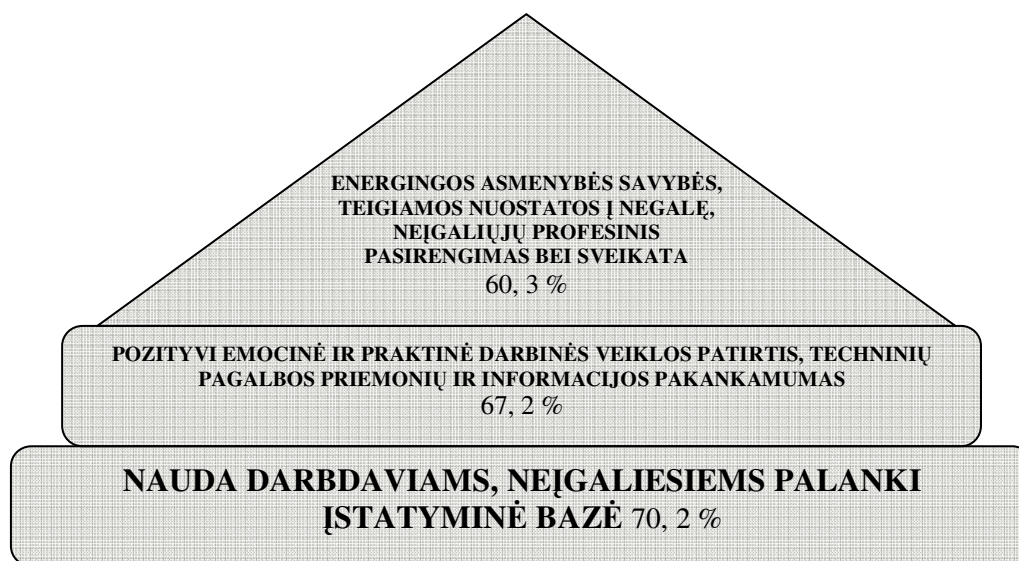 ENERGINGOS ASMENYBĖS SAVYBĖS,
TEIGIAMOS NUOSTATOS Į NEGALĘ,
NEĮGALIŲJŲ PROFESINIS
PASIRENGIMAS BEI SVEIKATA
60, 3 %
POZITYVI EMOCINĖ IR PRAKTINĖ DARBINĖS VEIKLOS PATIRTIS, TECHNINIŲ
PAGALBOS PRIEMONIŲ IR INFORMACIJOS PAKANKAMUMAS
67, 2 %
NAUDA DARBDAVIAMS, NEĮGALIESIEMS PALANKI
ĮSTATYMINĖ BAZĖ 70, 2 %